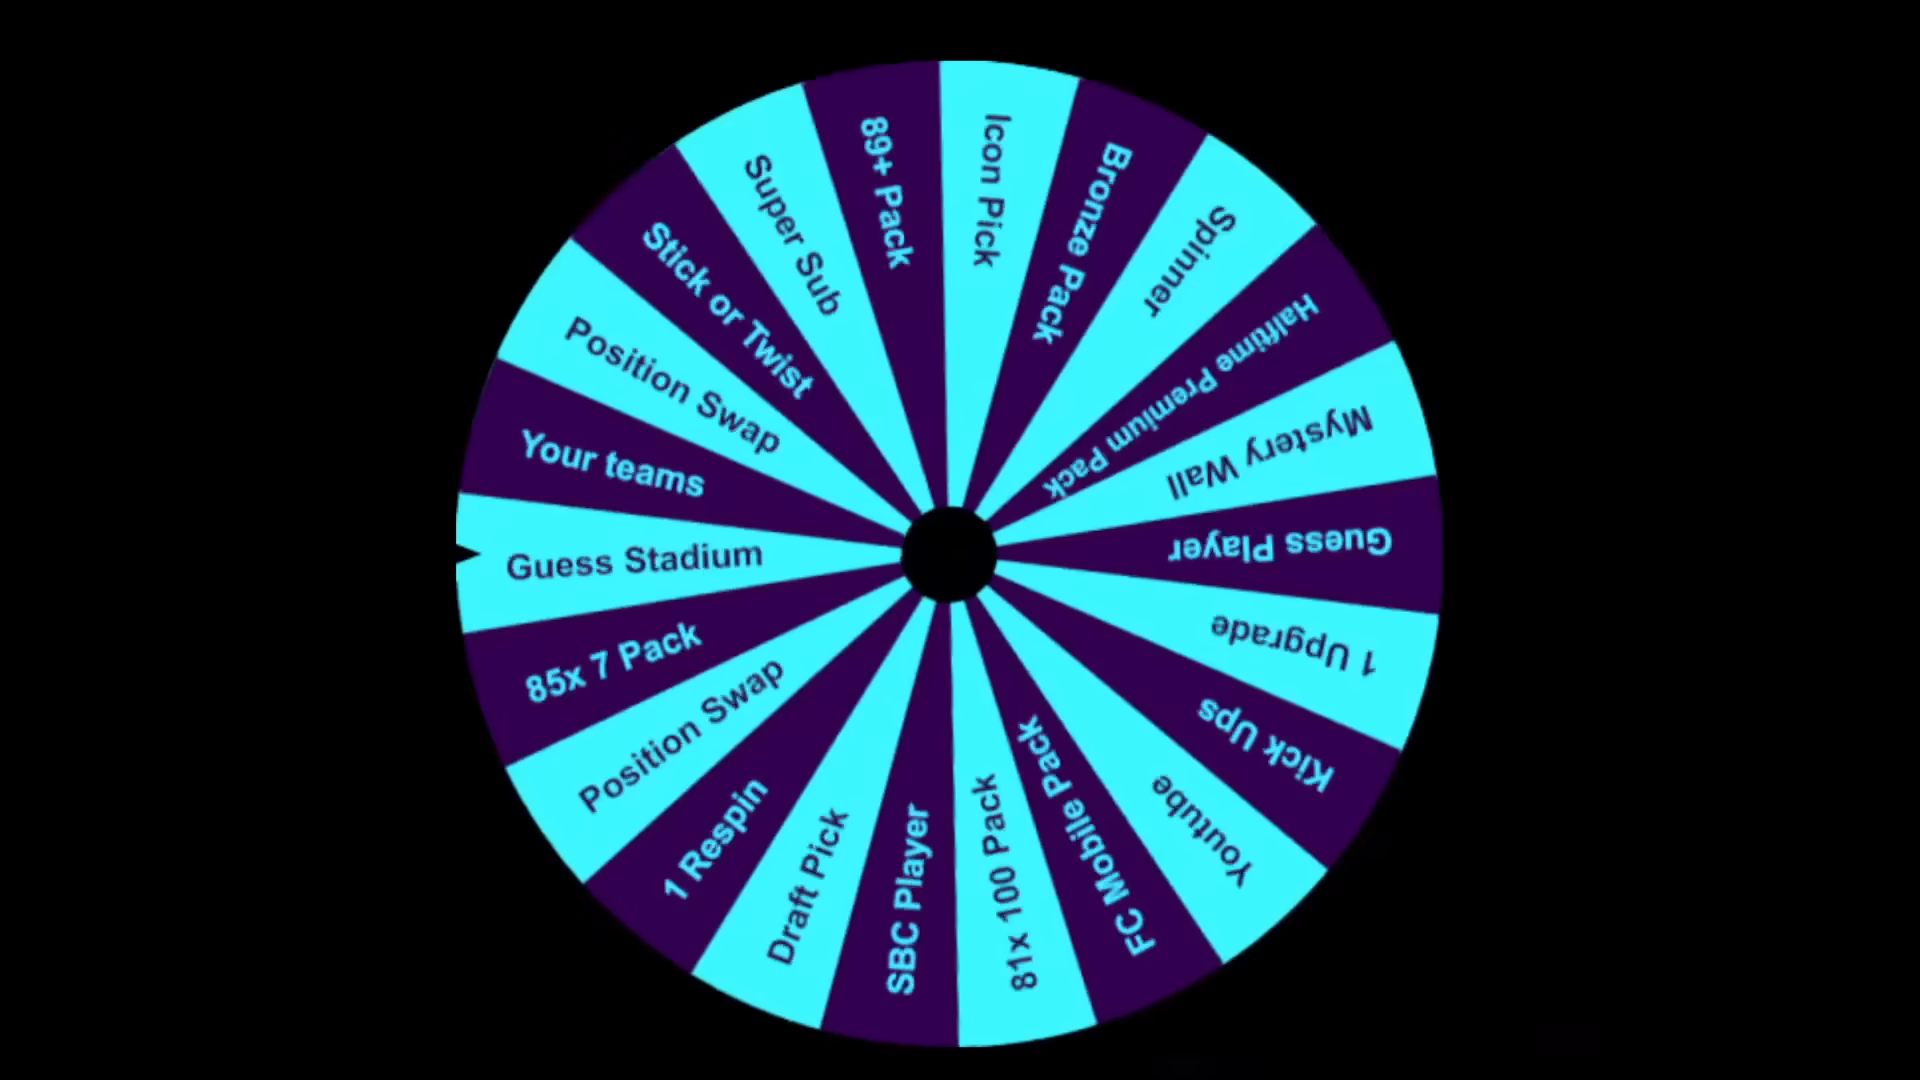 Icon Pick
Bronze Pack
Spinner
Halftime Premium Pack
Mystery Wall
Guess Player
1 Upgrade
Kick Ups
Youtube
FC Mobile Pack
81x 100 Pack
SBC Player
Draft Pick
1 Respin
Position Swap
85x 7 Pack
Guess Stadium
Your teams
Position Swap
Stick or Twist
Super Sub
89+ Pack